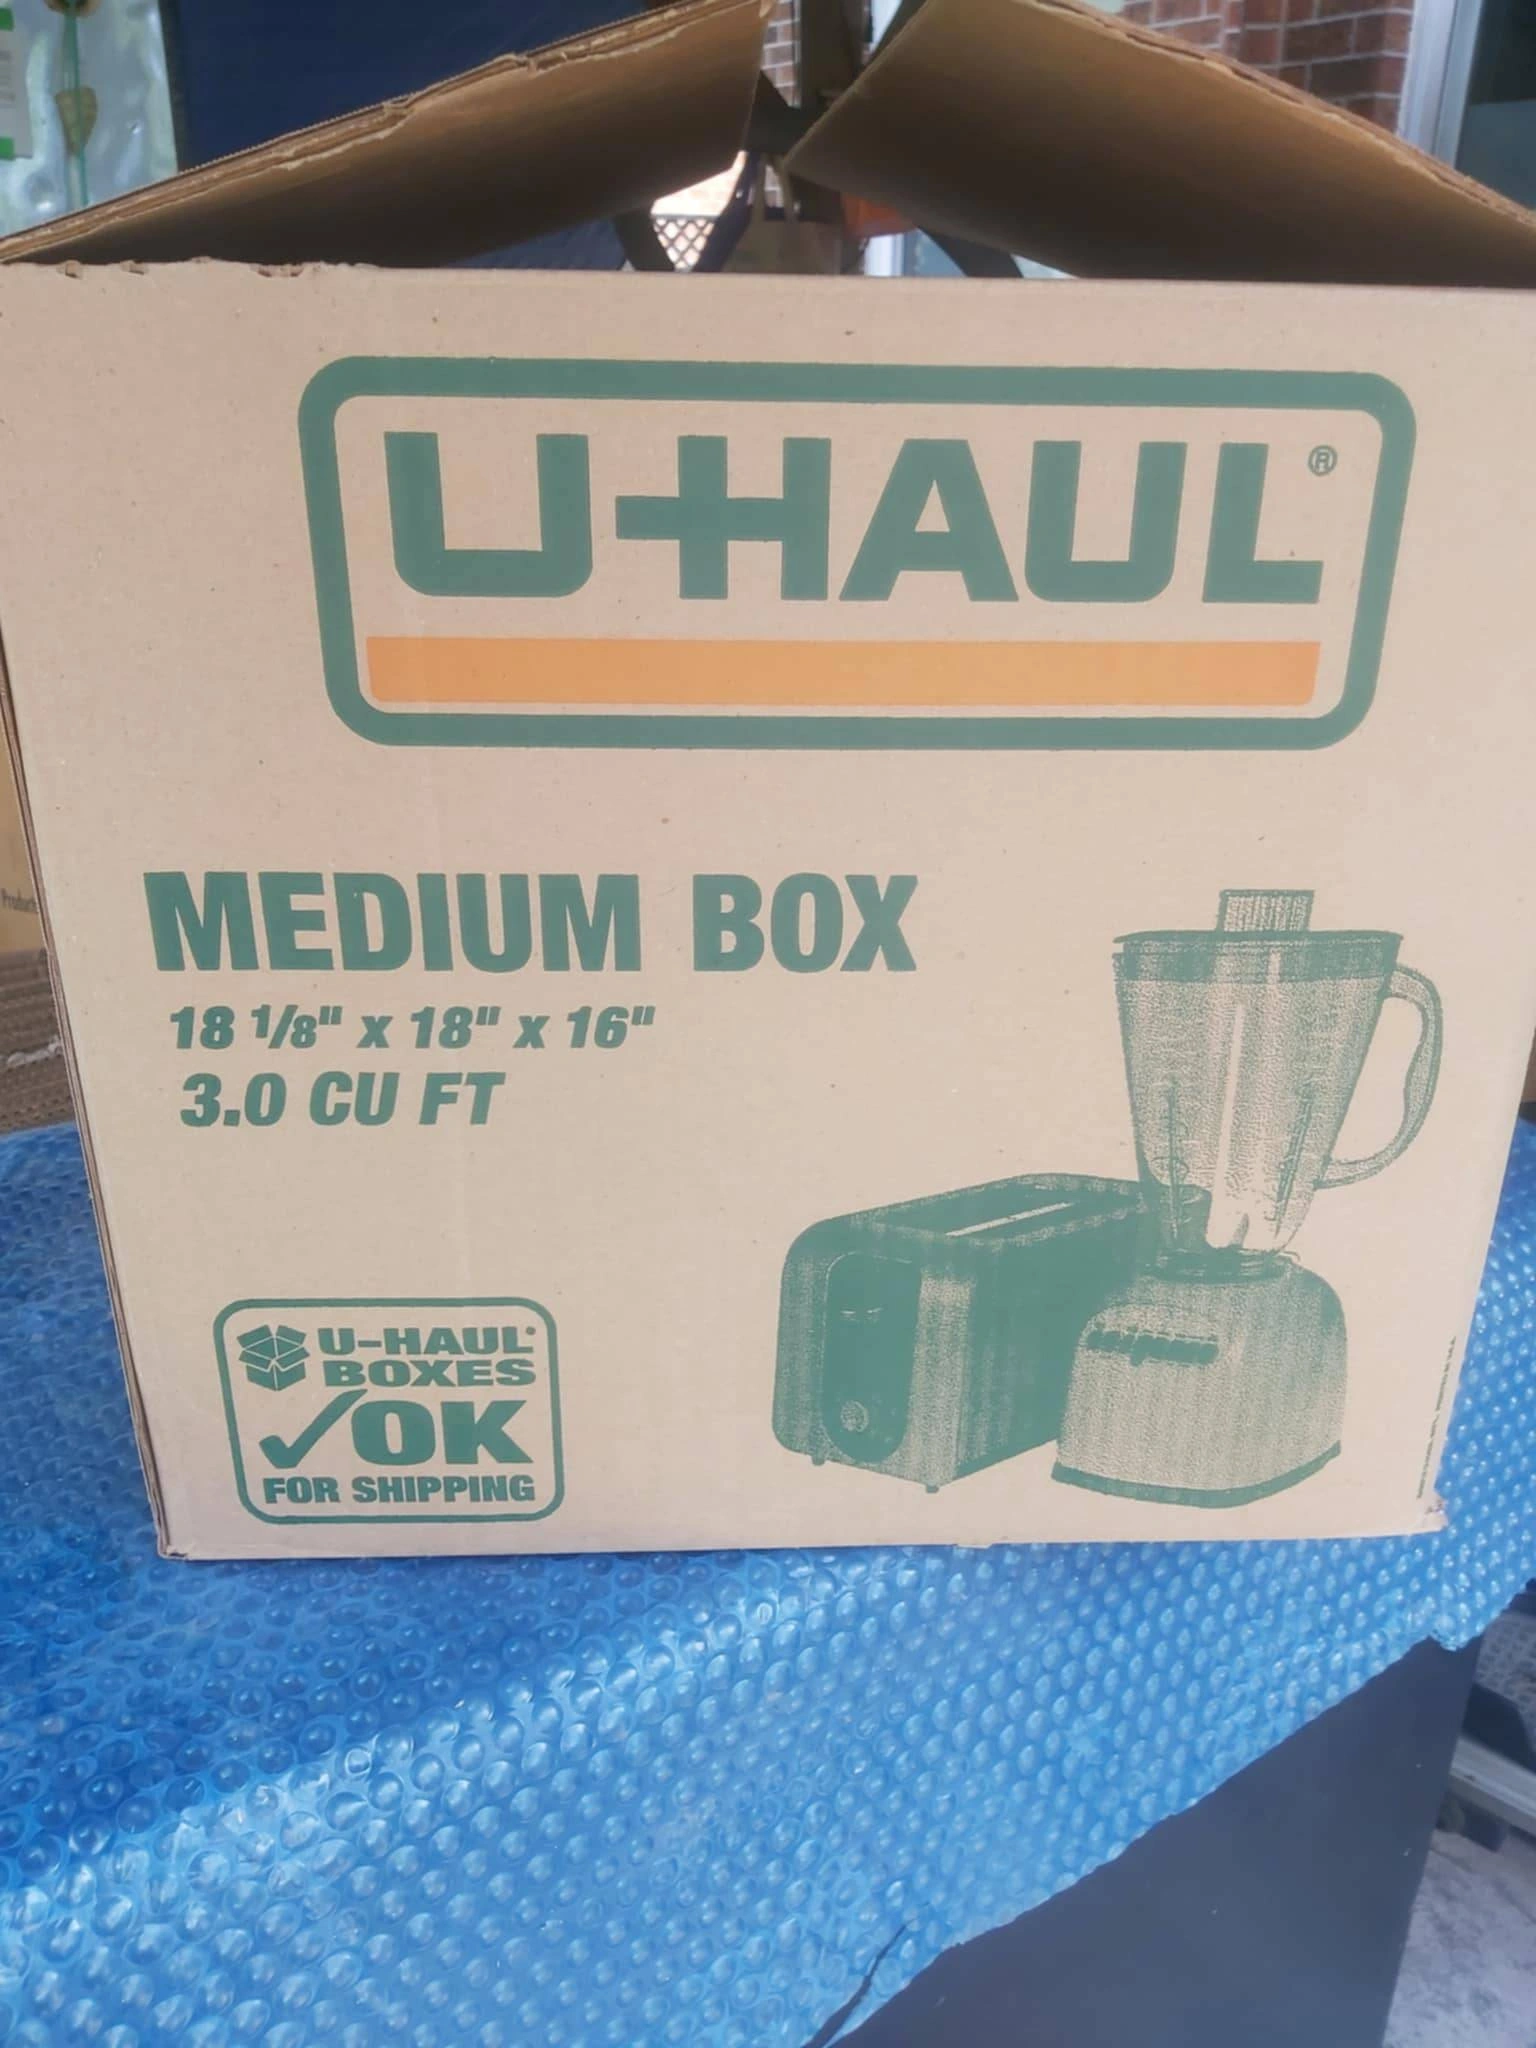 U-HAUL®
MEDIUM BOX
18 1/8" x 18" x 16"
3.0 CU FT
U-HAUL®
BOXES
✓OK
FOR SHIPPING